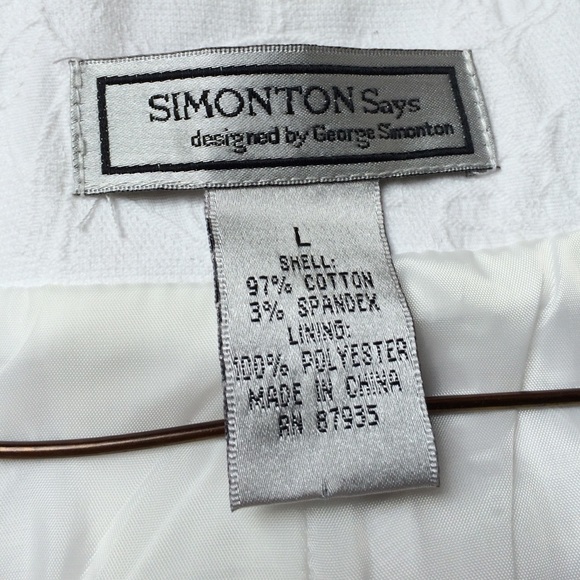 SIMONTON Says
designed by George Simonton
L
SHELL:
97% COTTON
3% SPANDEX
LINING:
100% POLYESTER
MADE IN CHINA
RN 87935